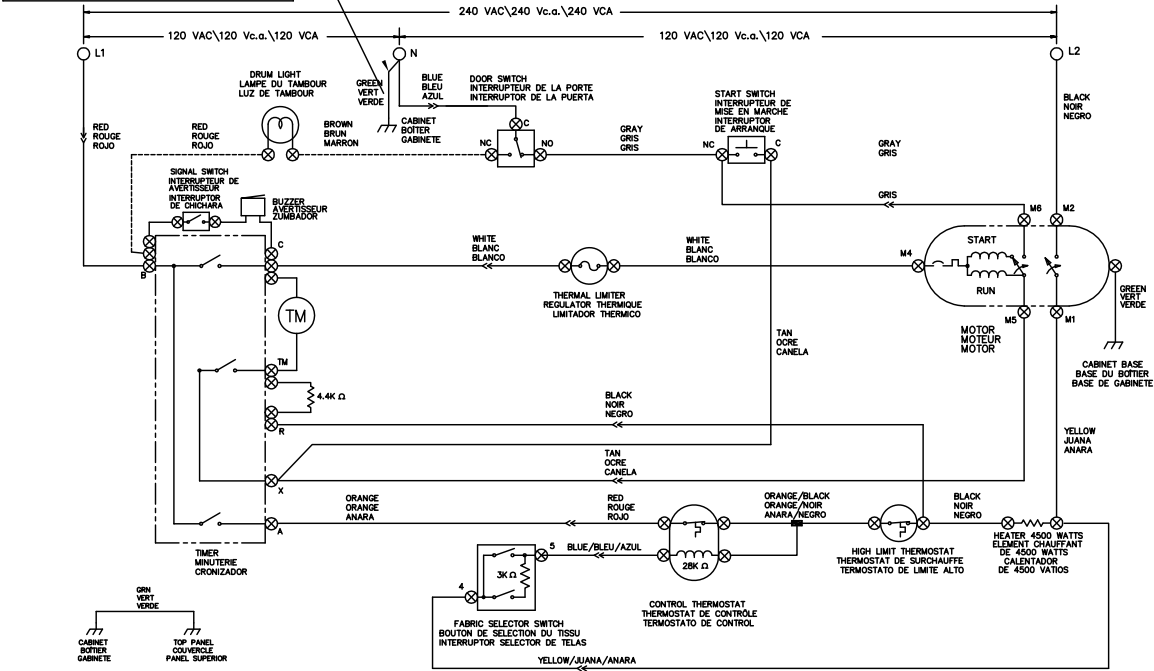 240 VAC\240 Vc.a.\240 VCA
120 VAC\120 Vc.a.\120 VCA
120 VAC\120 Vc.a.\120 VCA
L1
N
L2
DRUM LIGHT
LAMPE DU TAMBOUR
LUZ DE TAMBOUR
GREEN
VERT
VERDE
BLUE
BLEU
AZUL
DOOR SWITCH
INTERRUPTEUR DE LA PORTE
INTERRUPTOR DE LA PUERTA
START SWITCH
INTERRUPTEUR DE
MISE EN MARCHE
INTERRUPTOR
DE ARRANQUE
BLACK
NOIR
NEGRO
RED
ROUGE
ROJO
RED
ROUGE
ROJO
BROWN
BRUN
MARRON
CABINET
BOÎTIER
GABINETE
C
NC
NO
GRAY
GRIS
GRIS
NC
C
GRAY
GRIS
SIGNAL SWITCH
INTERRUPTEUR DE
AVERTISSEUR
INTERRUPTOR
DE CHICHARA
BUZZER
AVERTISSEUR
ZUMBADOR
GRIS
M6
M2
C
B
WHITE
BLANC
BLANCO
WHITE
BLANC
BLANCO
M4
START
RUN
THERMAL LIMITER
REGULATOR THERMIQUE
LIMITADOR THERMICO
GREEN
VERT
VERDE
TM
M5
M1
MOTOR
MOTEUR
MOTOR
TAN
OCRE
CANELA
CABINET BASE
BASE DU BOÎTIER
BASE DE GABINETE
TM
4.4K Ω
R
BLACK
NOIR
NEGRO
YELLOW
JUANA
ANARA
TAN
OCRE
CANELA
X
ORANGE
ORANGE
ANARA
RED
ROUGE
ROJO
ORANGE/BLACK
ORANGE/NOIR
ANARA/NEGRO
BLACK
NOIR
NEGRO
A
TIMER
MINUTERIE
CRONIZADOR
5
BLUE/BLEU/AZUL
28K Ω
3K Ω
4
HIGH LIMIT THERMOSTAT
THERMOSTAT DE SURCHAUFFE
TERMOSTATO DE LIMITE ALTO
HEATER 4500 WATTS
ELEMENT CHAUFFANT
DE 4500 WATTS
CALENTADOR
DE 4500 VATIOS
GRN
VERT
VERDE
CONTROL THERMOSTAT
THERMOSTAT DE CONTRÔLE
TERMOSTATO DE CONTROL
FABRIC SELECTOR SWITCH
BOUTON DE SELECTION DU TISSU
INTERRUPTOR SELECTOR DE TELAS
CABINET
BOÎTIER
GABINETE
TOP PANEL
COUVERCLE
PANEL SUPERIOR
YELLOW/JUANA/ANARA